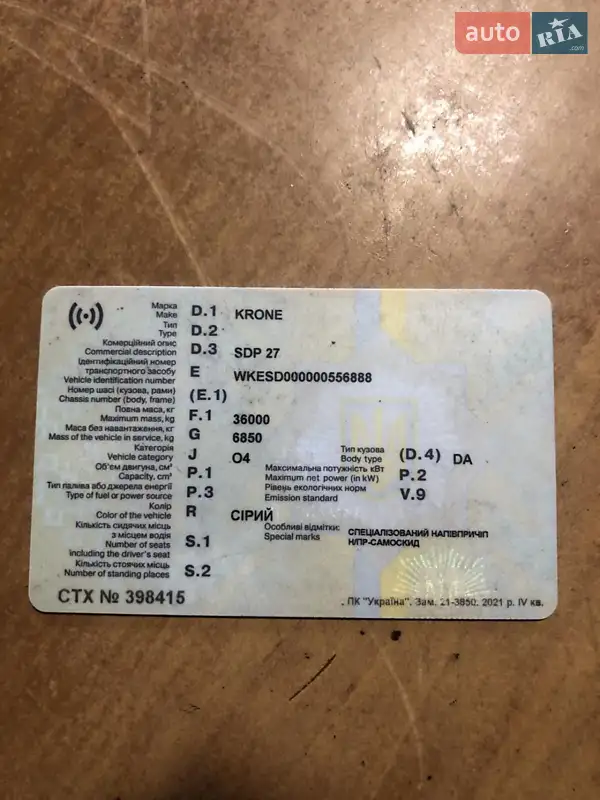 auto RIA .com
Марка
Make D.1 KRONE
Тип
Type D.2
Комерційний опис
Commercial description D.3 SDP 27
Ідентифікаційний номер
транспортного засобу E
Vehicle identification number WKESD000000556888
Номер шасі (кузова, рами)
Chassis number (body, frame) (E.1)
Повна маса, кг
Maximum mass, kg F.1 36000
Маса без навантаження, кг
Mass of the vehicle in service, kg G 6850
Категорія
Vehicle category J O4
Тип кузова
Body type (D.4) DA
Об'єм двигуна, см³
Capacity, cm³ P.1
Максимальна потужність кВт
Maximum net power (in kW) P.2
Тип палива або джерела енергії
Type of fuel or power source P.3
Рівень екологічних норм
Emission standard V.9
Колір
Color of the vehicle R СІРИЙ
Кількість сидячих місць
з місцем водія
Number of seats S.1
including the driver's seat
Особливі відмітки:
Special marks
СПЕЦІАЛІЗОВАНИЙ НАПІВПРИЧІП
Н/ПР-САМОСКИД
Кількість стоячих місць
Number of standing places S.2
СТХ № 398415
ПК "Україна". Зам. 21-3850. 2021 р. IV кв.